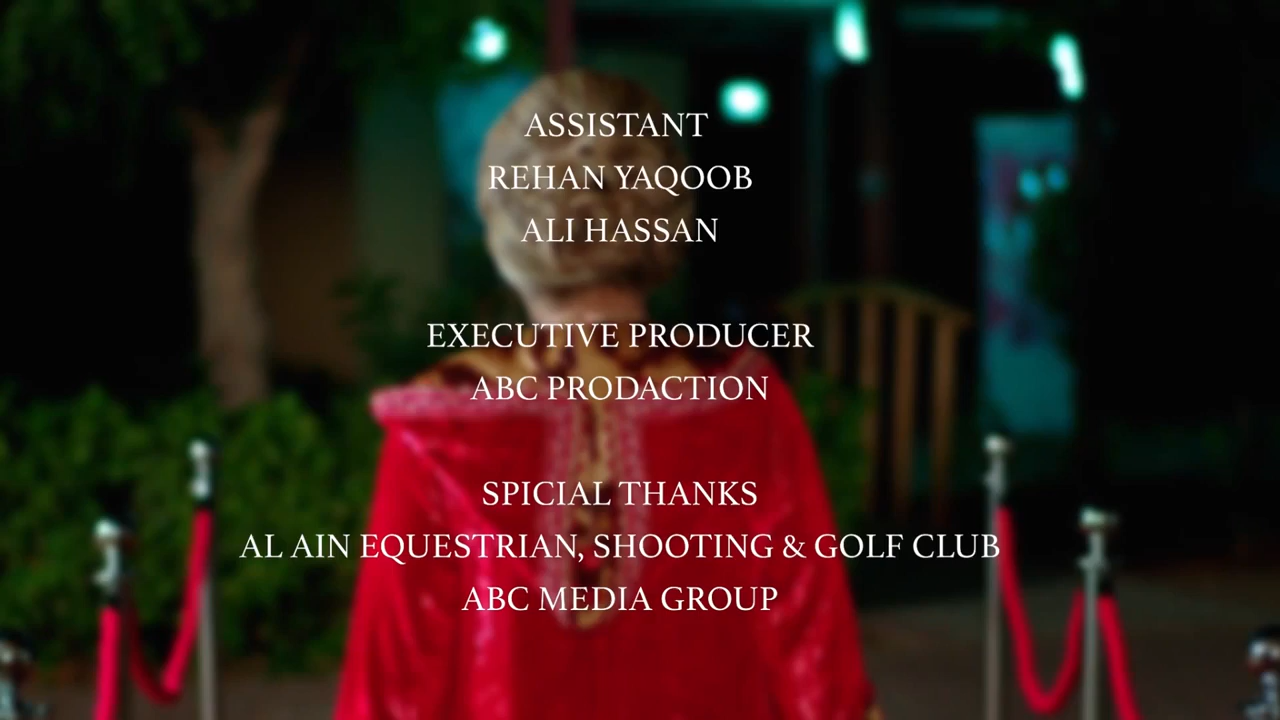 ASSISTANT
REHAN YAQOOB
ALI HASSAN
EXECUTIVE PRODUCER
ABC PRODACTION
SPICIAL THANKS
AL AIN EQUESTRIAN, SHOOTING & GOLF CLUB
ABC MEDIA GROUP